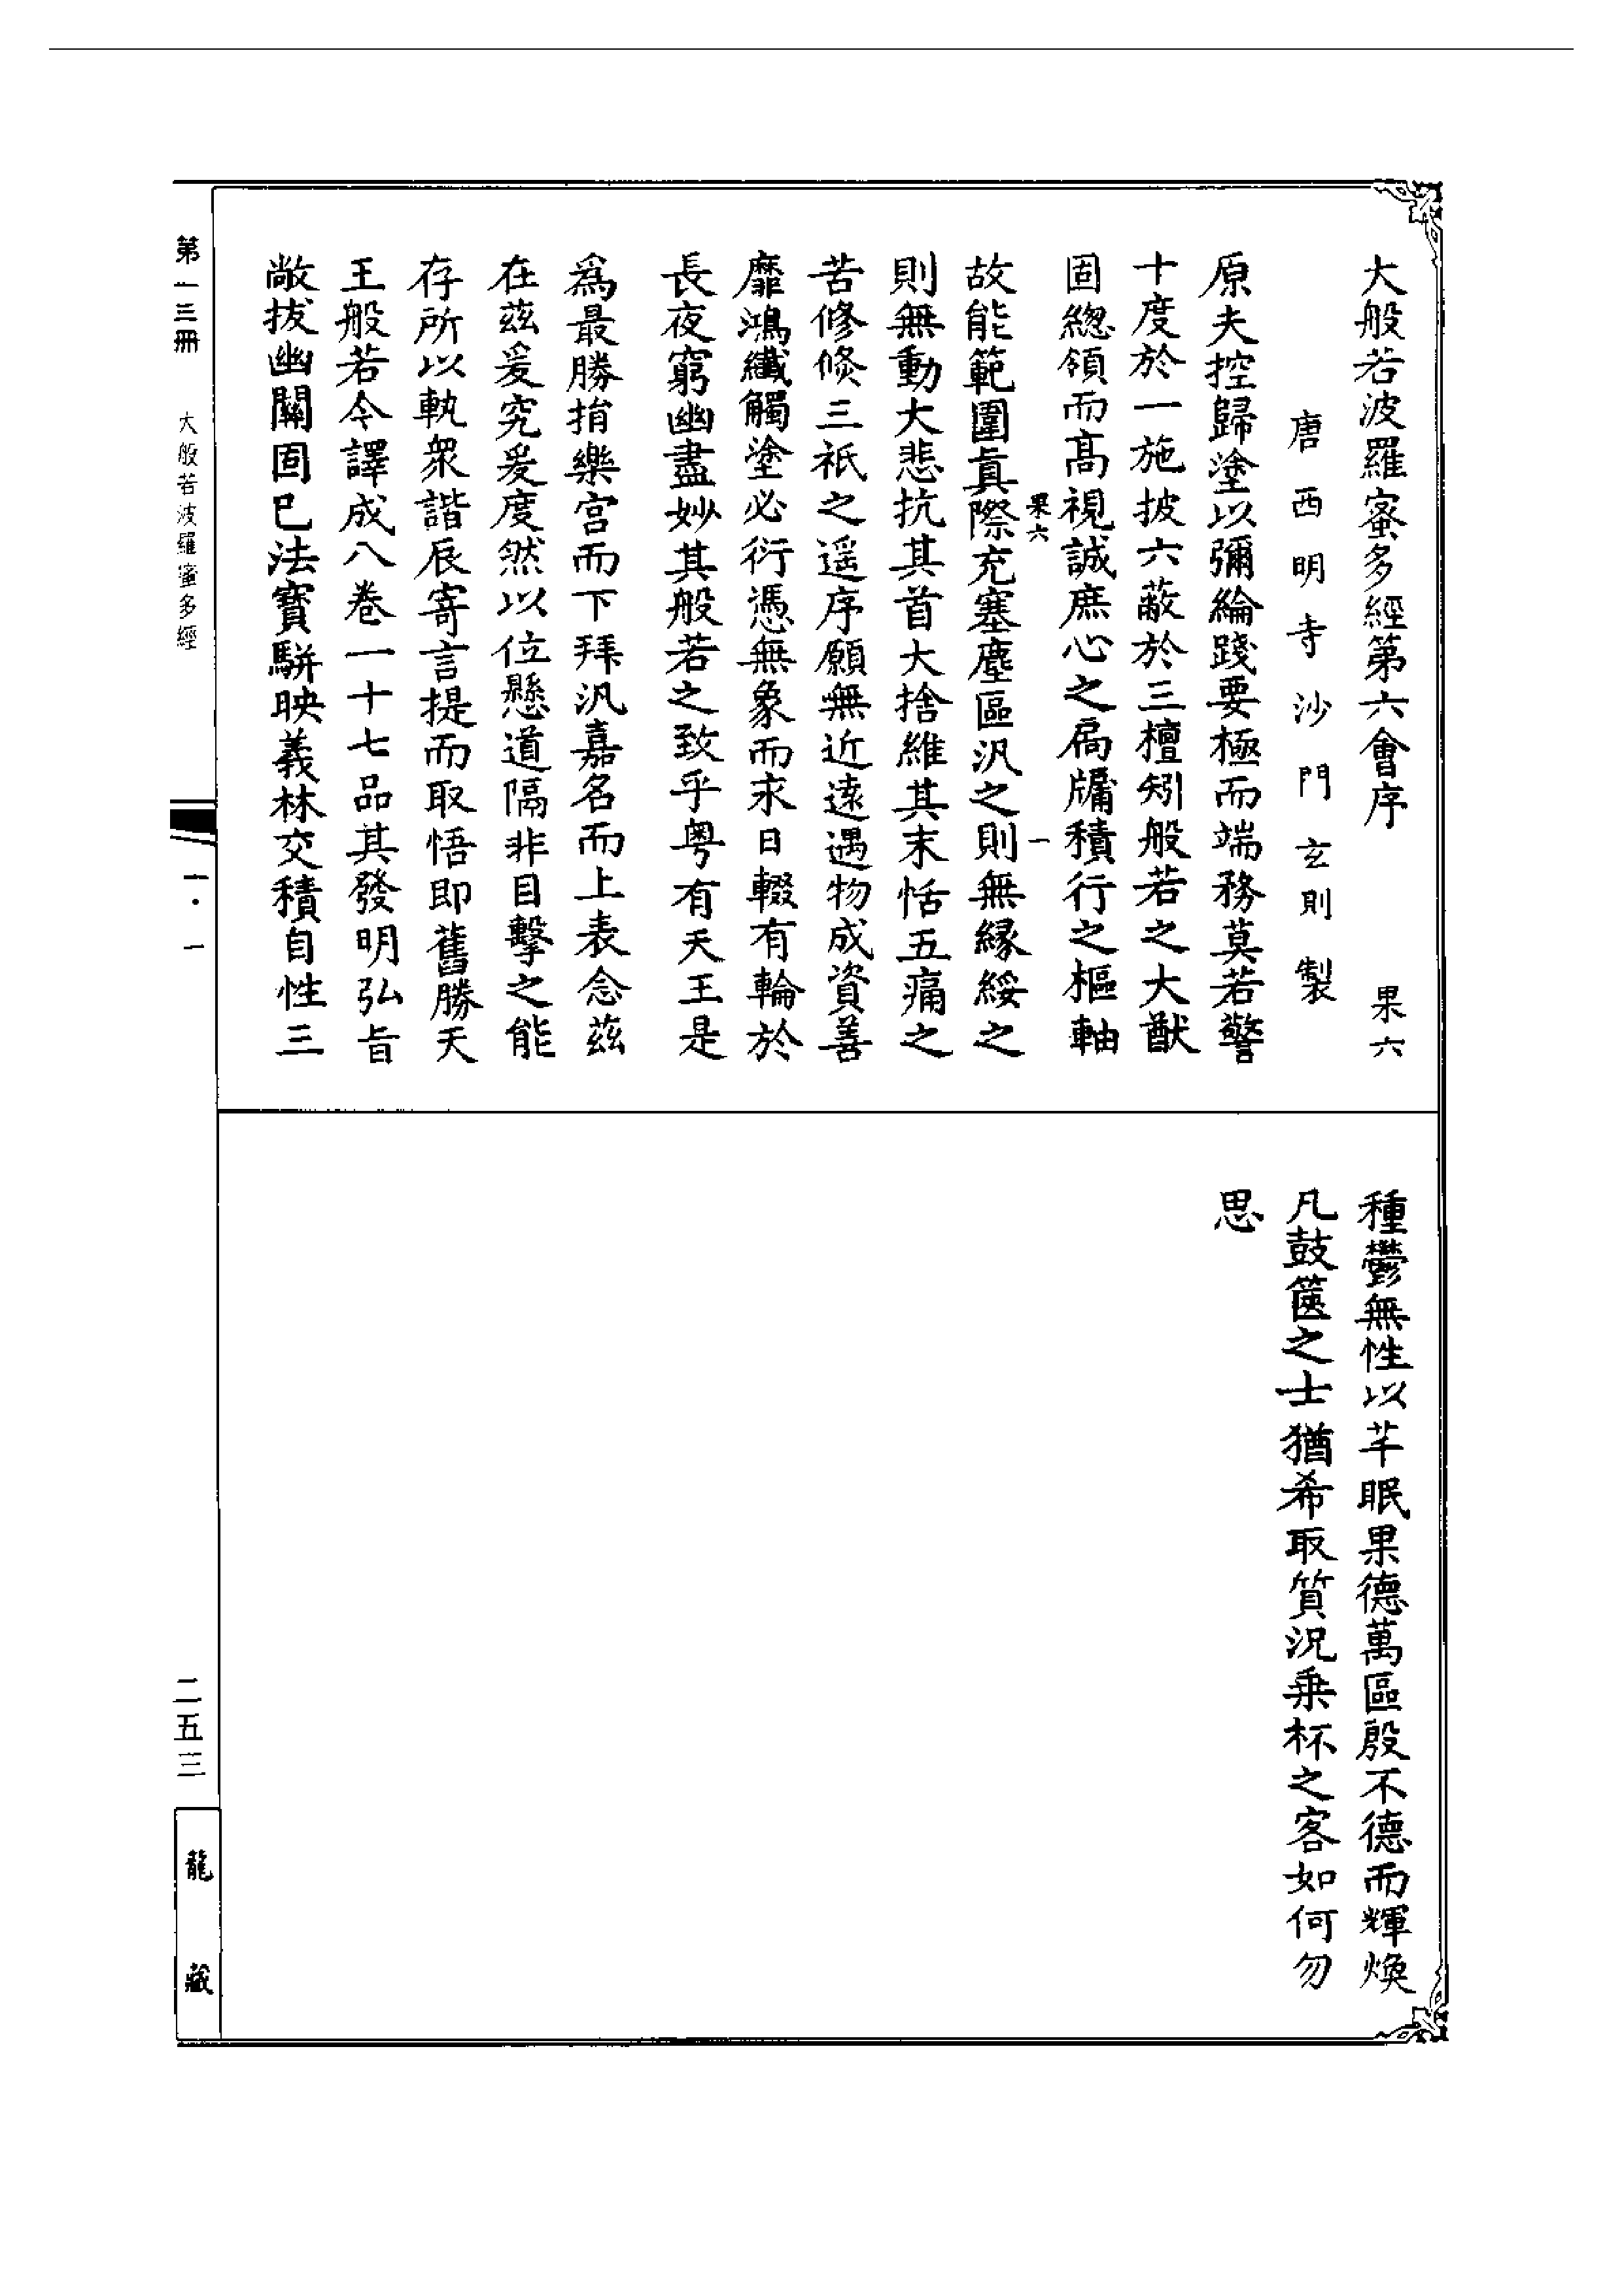 大般若波羅蜜多經第六會序　果六
唐西明寺沙門玄則製
原夫控歸塗以彌綸踐要極而端務莫若警
十度於一施披六蔽於三檀矧般若之大猷
固總領而高視誠庶心之扃牖積行之樞軸
果六　一
故能範圍真際充塞塵區汎之則無緣綏之
則無動大悲抗其首大捨維其末恬五痛之
苦修倏三祇之遥序願無近遠遇物成資善
靡鴻纖觸塗必衍憑無象而求日輟有輪於
長夜窮幽盡妙其般若之致乎粵有天王是
為最勝捐樂宮而下拜汎嘉名而上表念茲
在茲爰究爰度然以位懸道隔非目擊之能
存所以軌衆諧辰寄言提而取悟即舊勝天
王般若今譯成八卷一十七品其發明弘旨
敞拔幽關固已法寶駢映義林交積自性三
種鬱無性以芊眠果德萬區殷不德而輝煥
凡鼓篋之士猶希取質況乗杯之客如何勿
思
第一三冊　大般若波羅蜜多經
一·一
二五三
龍藏